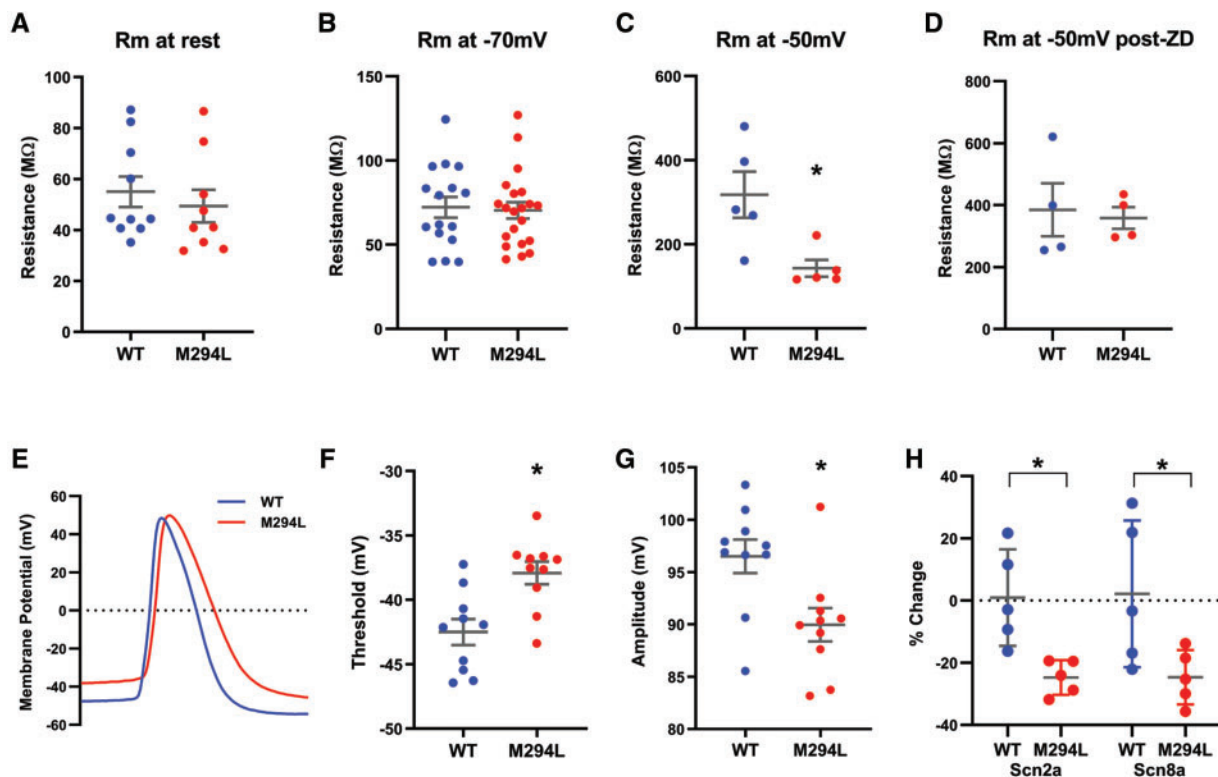 A
Rm at rest
Resistance (MΩ)
100
80
60
40
20
0
WT
M294L
B
Rm at -70mV
Resistance (MΩ)
150
100
50
0
WT
M294L
C
Rm at -50mV
Resistance (MΩ)
600
400
200
0
*
WT
M294L
D
Rm at -50mV post-ZD
Resistance (MΩ)
800
600
400
200
0
WT
M294L
E
Membrane Potential (mV)
60
40
20
0
-20
-40
-60
WT
M294L
F
Threshold (mV)
-30
-35
-40
-45
-50
*
WT
M294L
G
Amplitude (mV)
105
100
95
90
85
80
*
WT
M294L
H
% Change
40
20
0
-20
-40
*
*
WT M294L WT M294L
Scn2a Scn8a